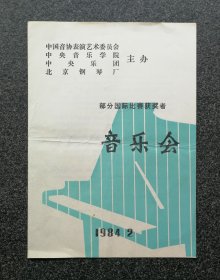 中国音协表演艺术委员会
中央音乐学院
中央乐团
北京钢琴厂
主办
部分国际比赛获奖者
音乐会
1984 2